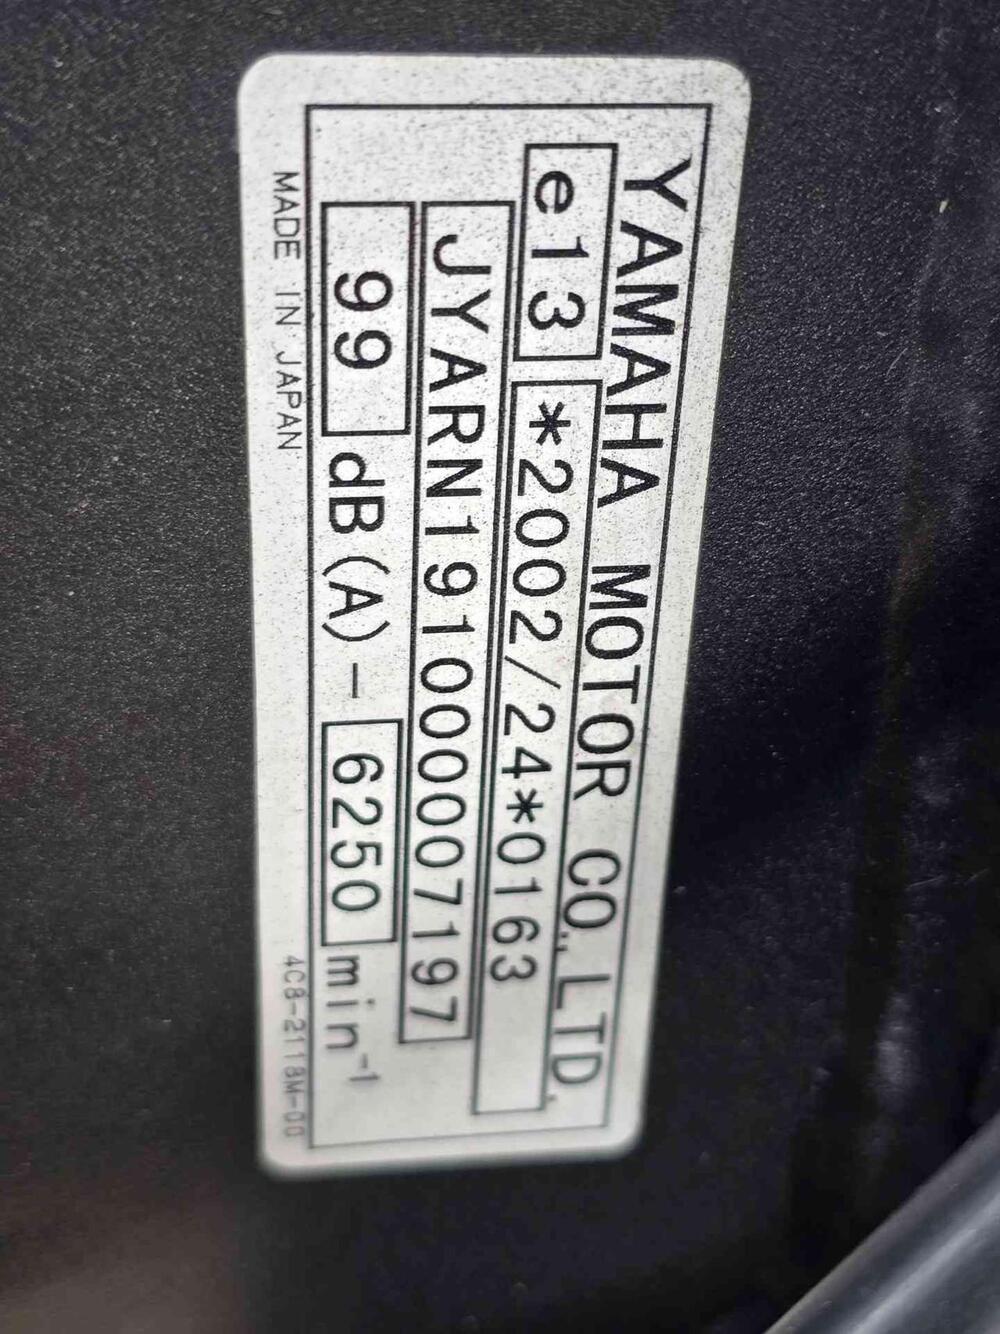 YAMAHA MOTOR CO., LTD.
e13 *2002/24*0163
JYARN191000007197
99 dB(A) - 6250 min⁻¹
MADE IN JAPAN 4C8-2118M-00